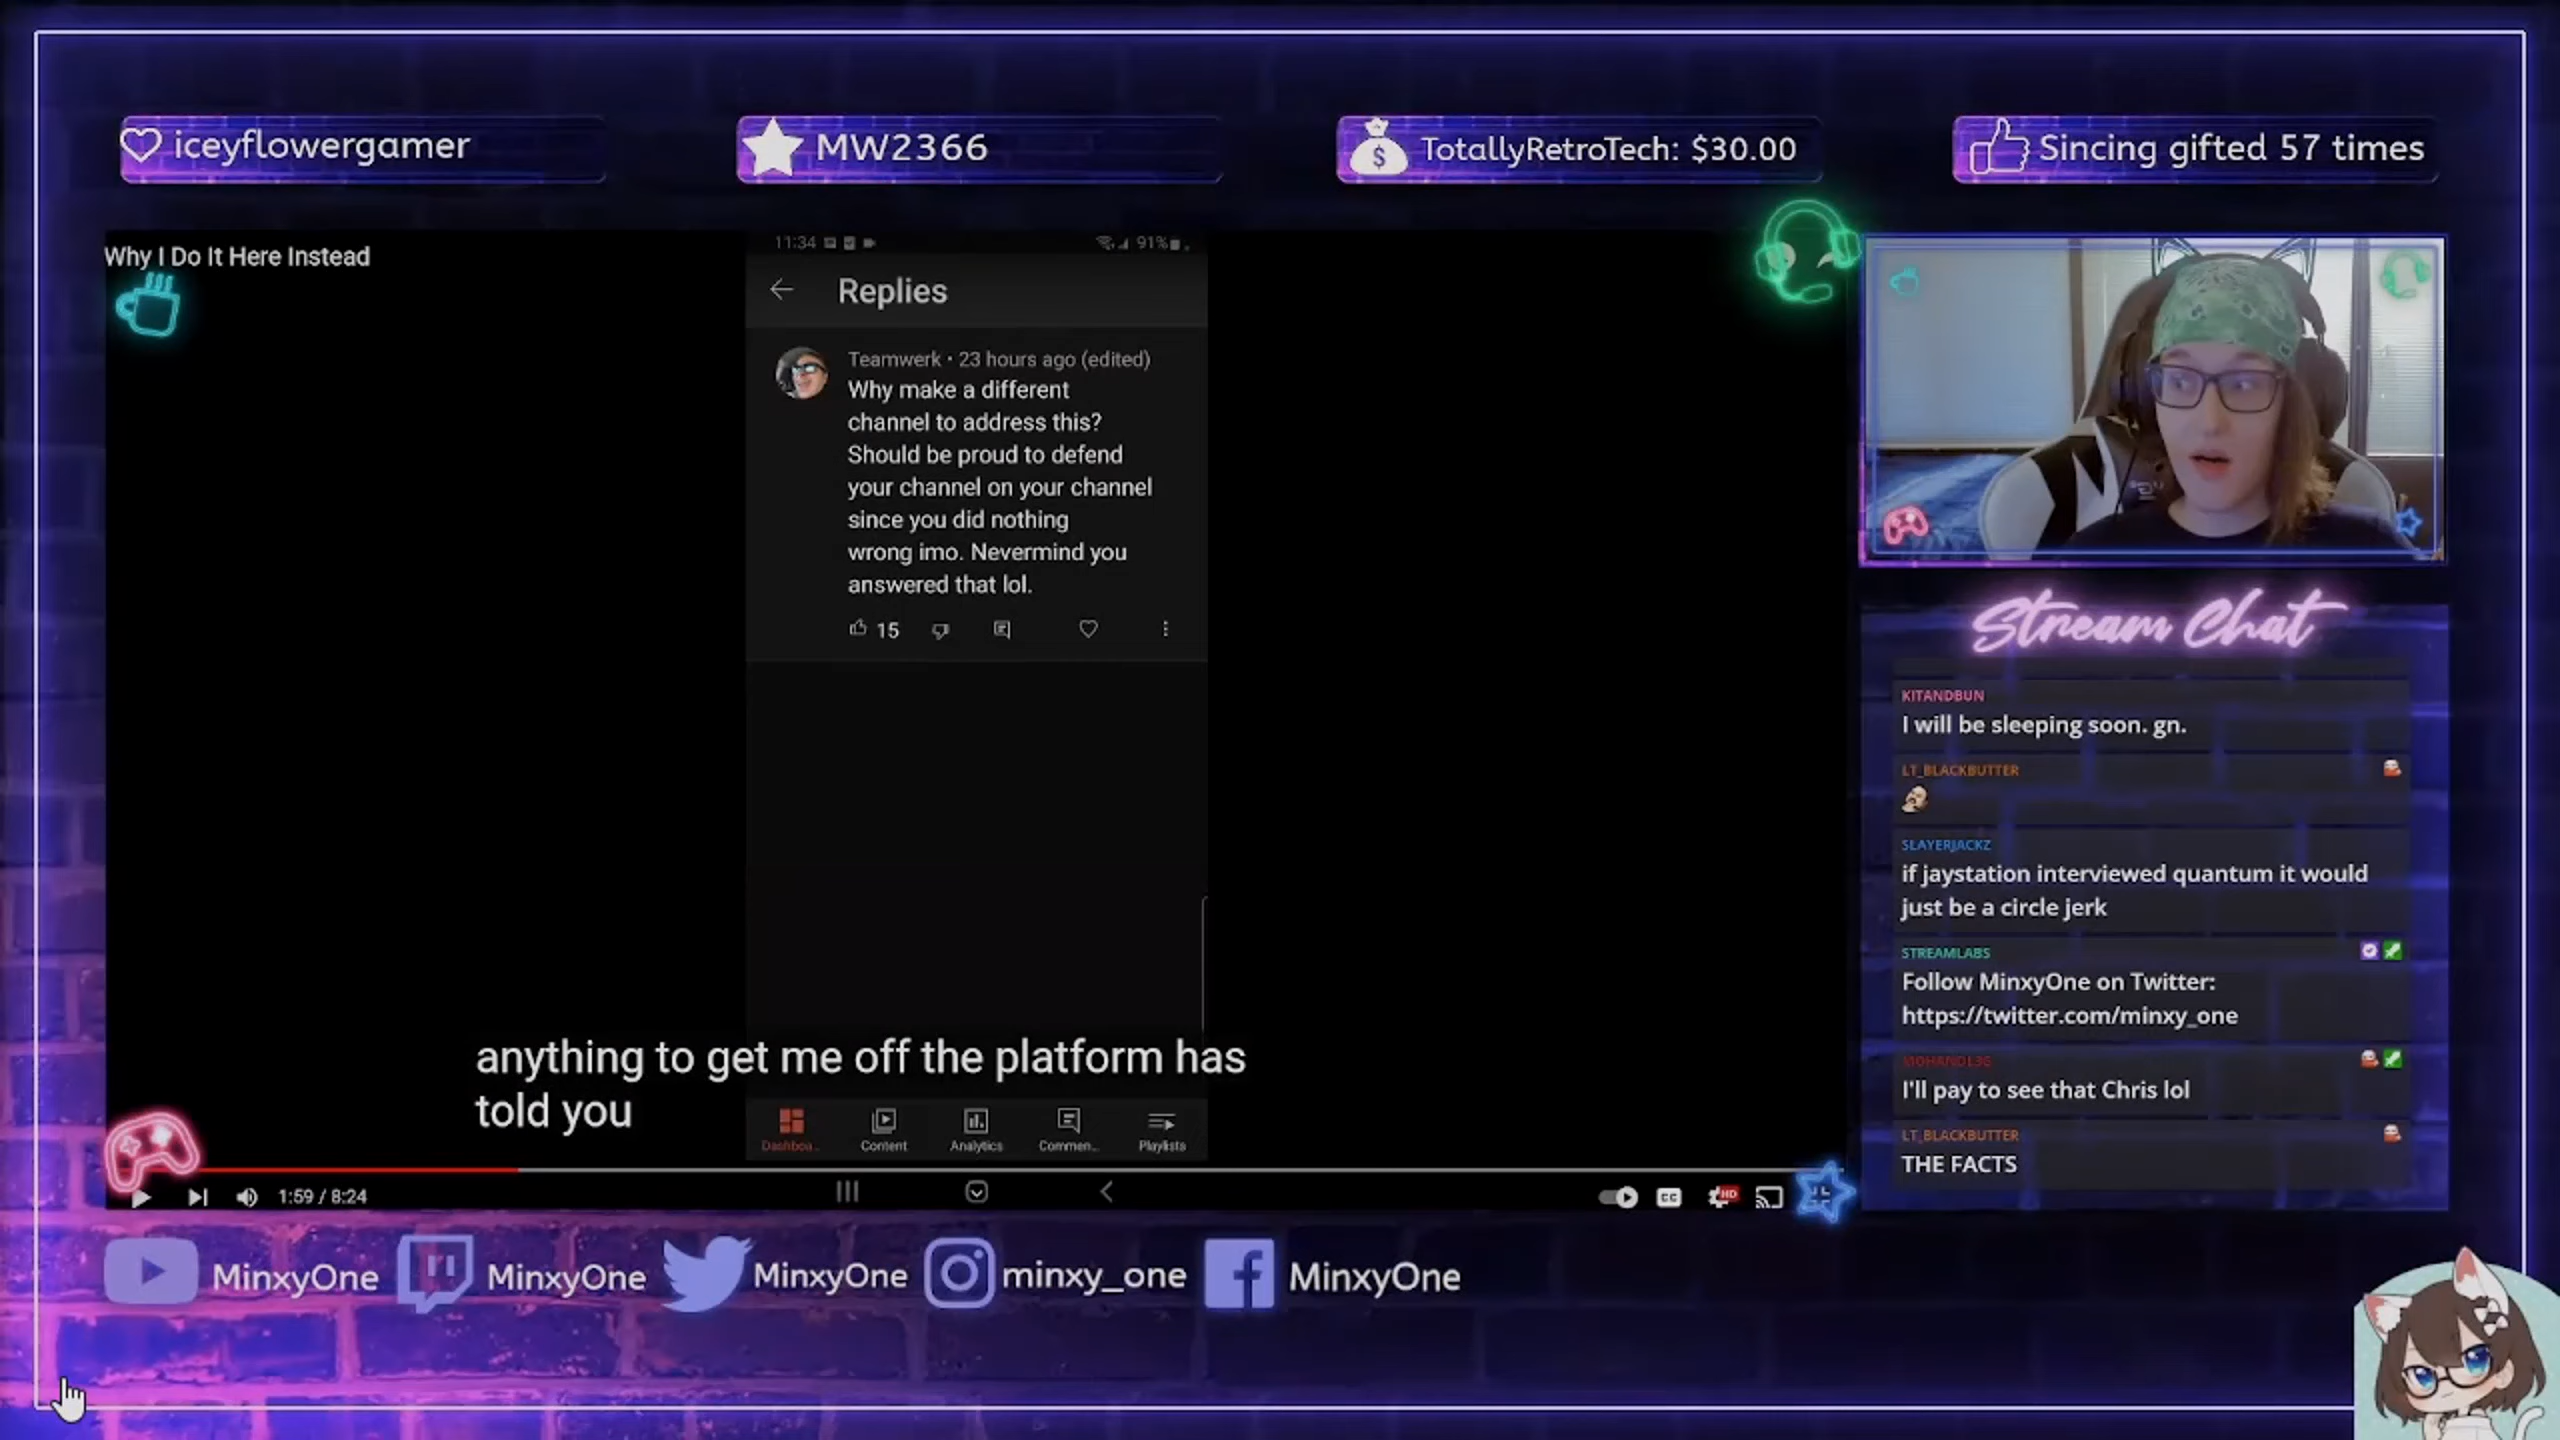 iceyflowergamer
MW2366
TotallyRetroTech: $30.00
Sincing gifted 57 times
Why I Do It Here Instead
11:34
91%
Replies
Teamwerk • 23 hours ago (edited)
Why make a different
channel to address this?
Should be proud to defend
your channel on your channel
since you did nothing
wrong imo. Nevermind you
answered that lol.
15
anything to get me off the platform has
told you
Dashboa...
Content
Analytics
Commen...
Playlists
1:59 / 8:24
CC
HD
Stream Chat
KITANDBUN
I will be sleeping soon. gn.
LT_BLACKBUTTER
SLAYERJACKZ
if jaystation interviewed quantum it would
just be a circle jerk
STREAMLABS
Follow MinxyOne on Twitter:
https://twitter.com/minxy_one
MOHANDL36
I'll pay to see that Chris lol
LT_BLACKBUTTER
THE FACTS
MinxyOne
MinxyOne
MinxyOne
minxy_one
MinxyOne